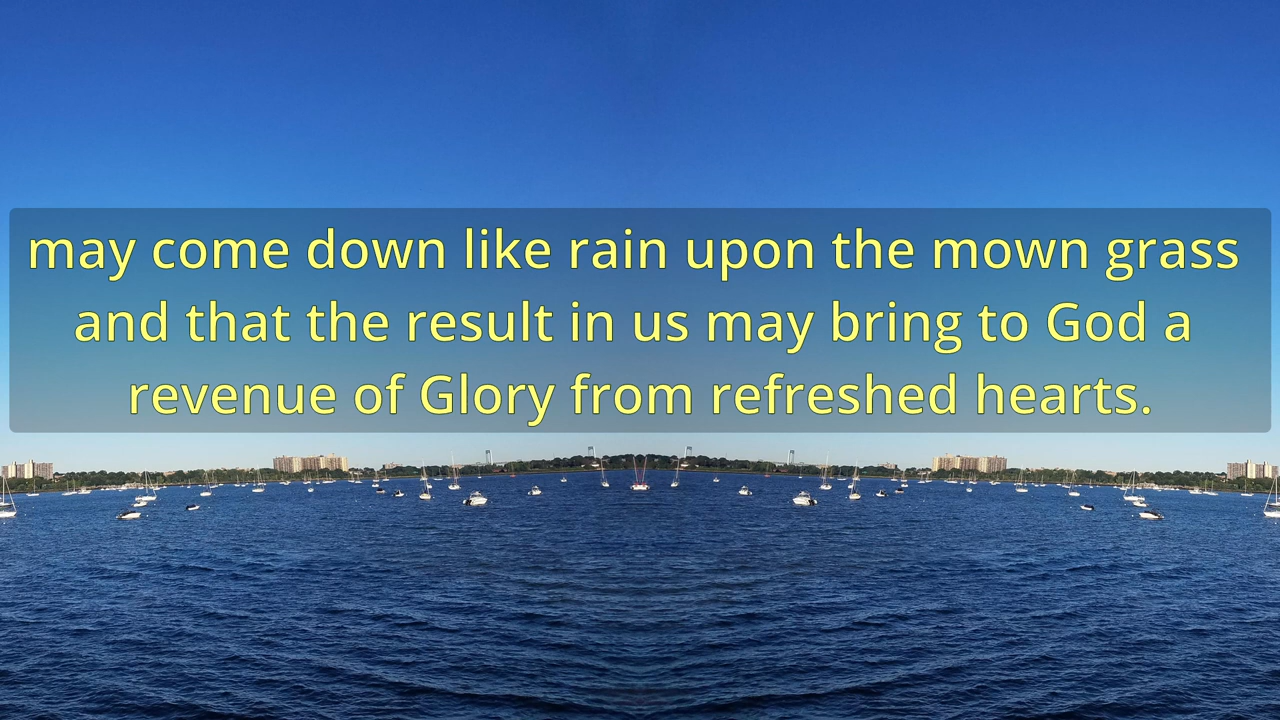 may come down like rain upon the mown grass
and that the result in us may bring to God a
revenue of Glory from refreshed hearts.